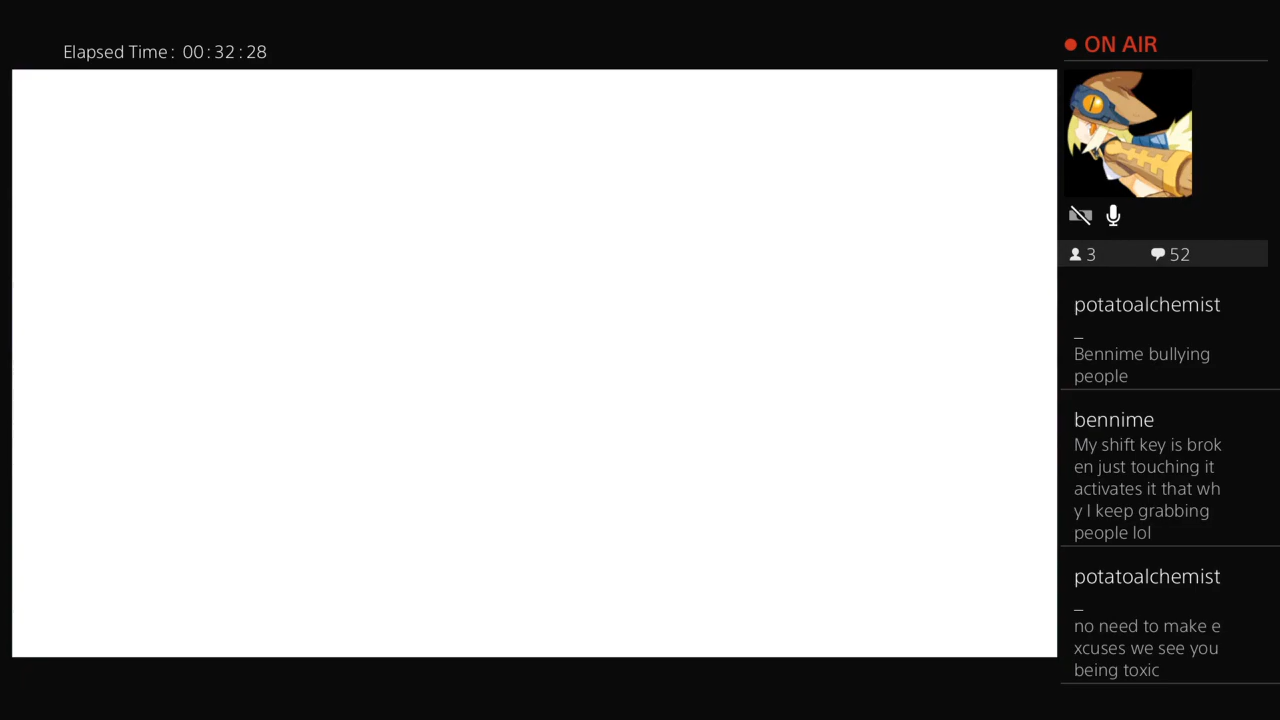 Elapsed Time: 00:32:28
ON AIR
3 52
potatoalchemist
_
Bennime bullying
people
bennime
My shift key is brok
en just touching it
activates it that wh
y I keep grabbing
people lol
potatoalchemist
_
no need to make e
xcuses we see you
being toxic